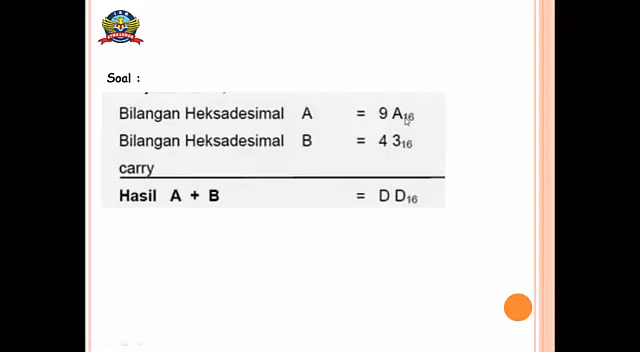 Soal :
Bilangan Heksadesimal A = 9 A16
Bilangan Heksadesimal B = 4 316
carry
Hasil A + B = D D16